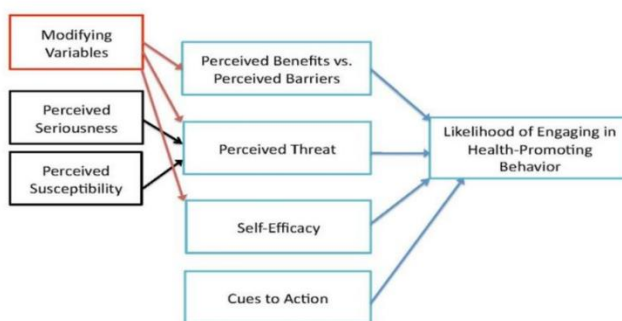 Modifying
Variables
Perceived
Seriousness
Perceived
Susceptibility
Perceived Benefits vs.
Perceived Barriers
Perceived Threat
Self-Efficacy
Cues to Action
Likelihood of Engaging in
Health-Promoting
Behavior